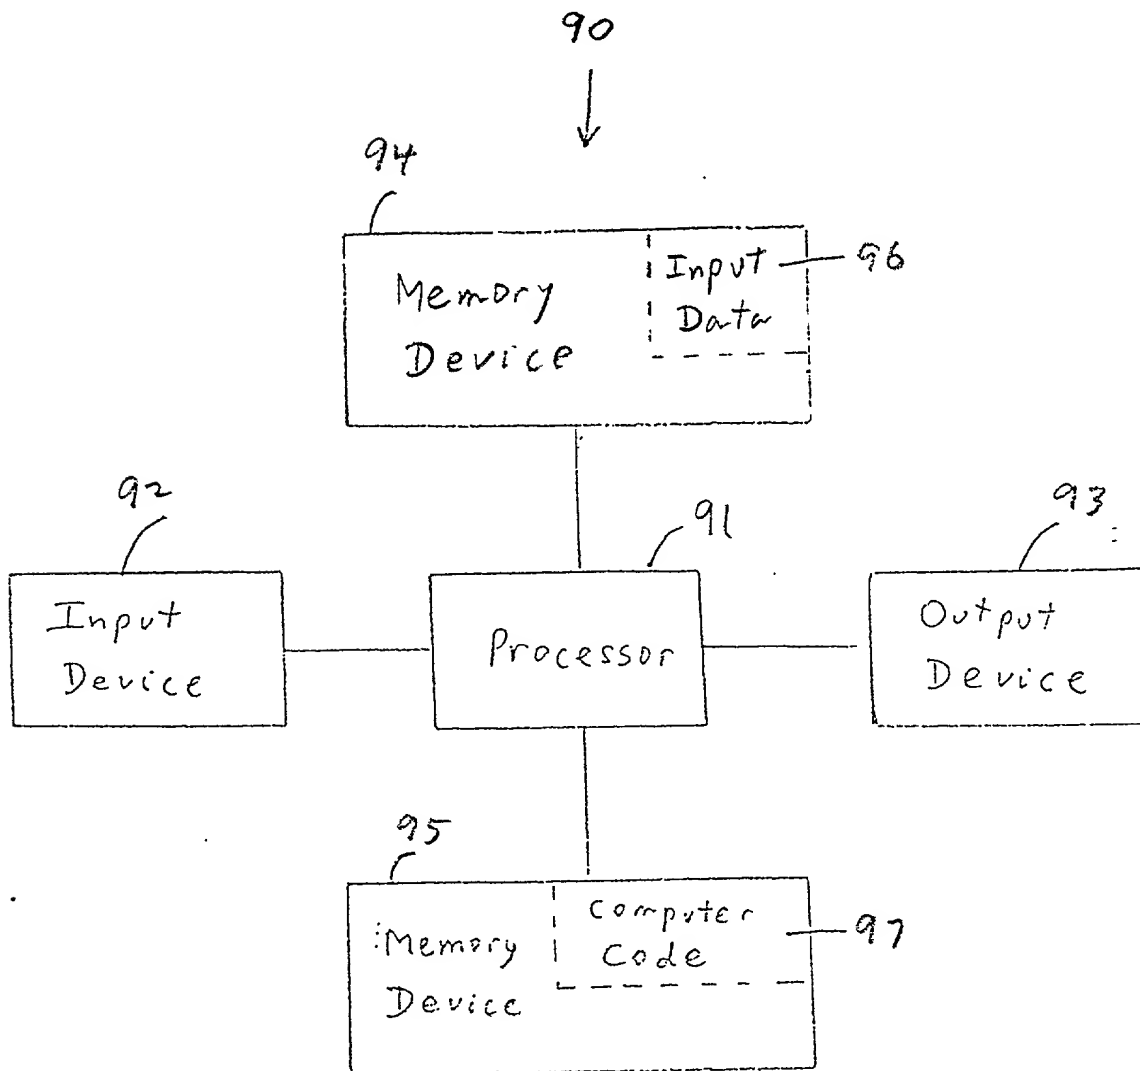 90
94
Memory
Device
Input
Data
96
92
Input
Device
91
Processor
93
Output
Device
95
Memory
Device
Computer
Code
97